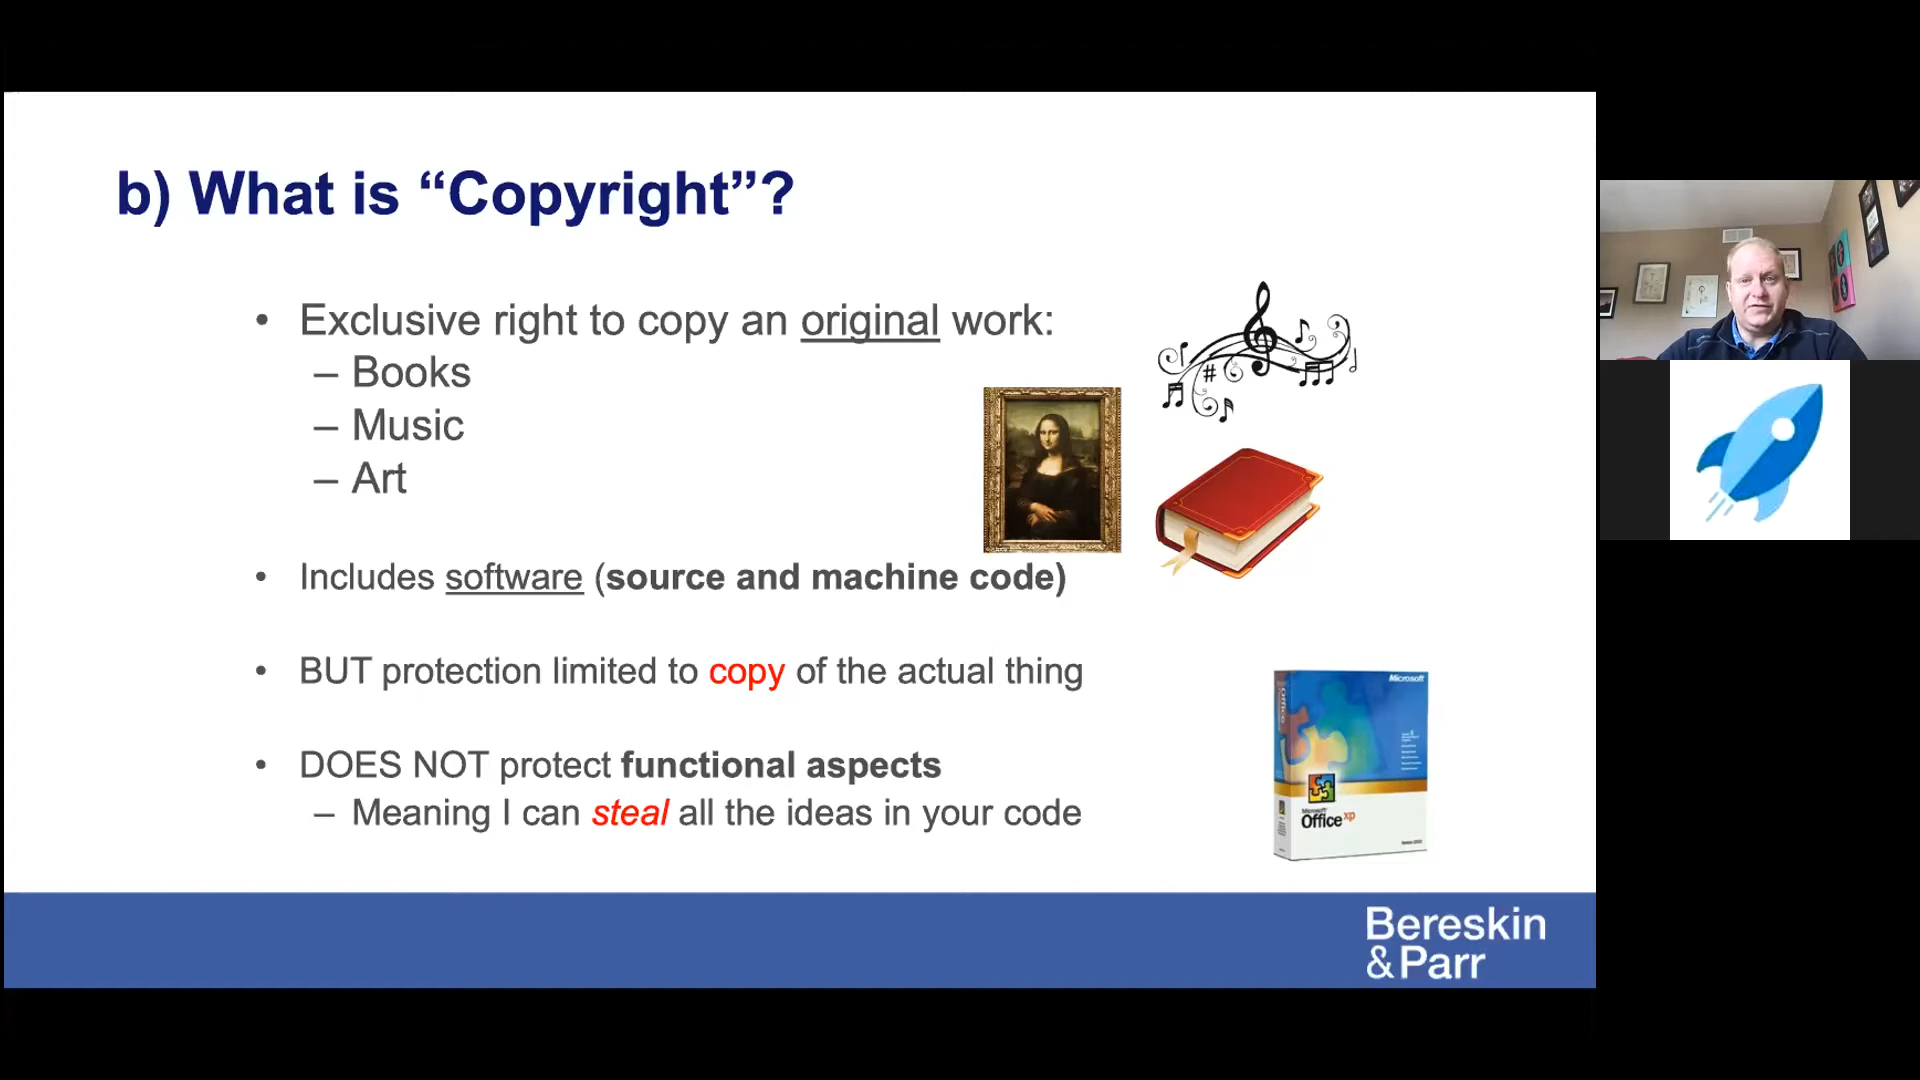 b) What is “Copyright”?
• Exclusive right to copy an original work:
– Books
– Music
– Art
• Includes software (source and machine code)
• BUT protection limited to copy of the actual thing
• DOES NOT protect functional aspects
– Meaning I can steal all the ideas in your code
Microsoft
Office
Microsoft
Office xp
Bereskin
& Parr